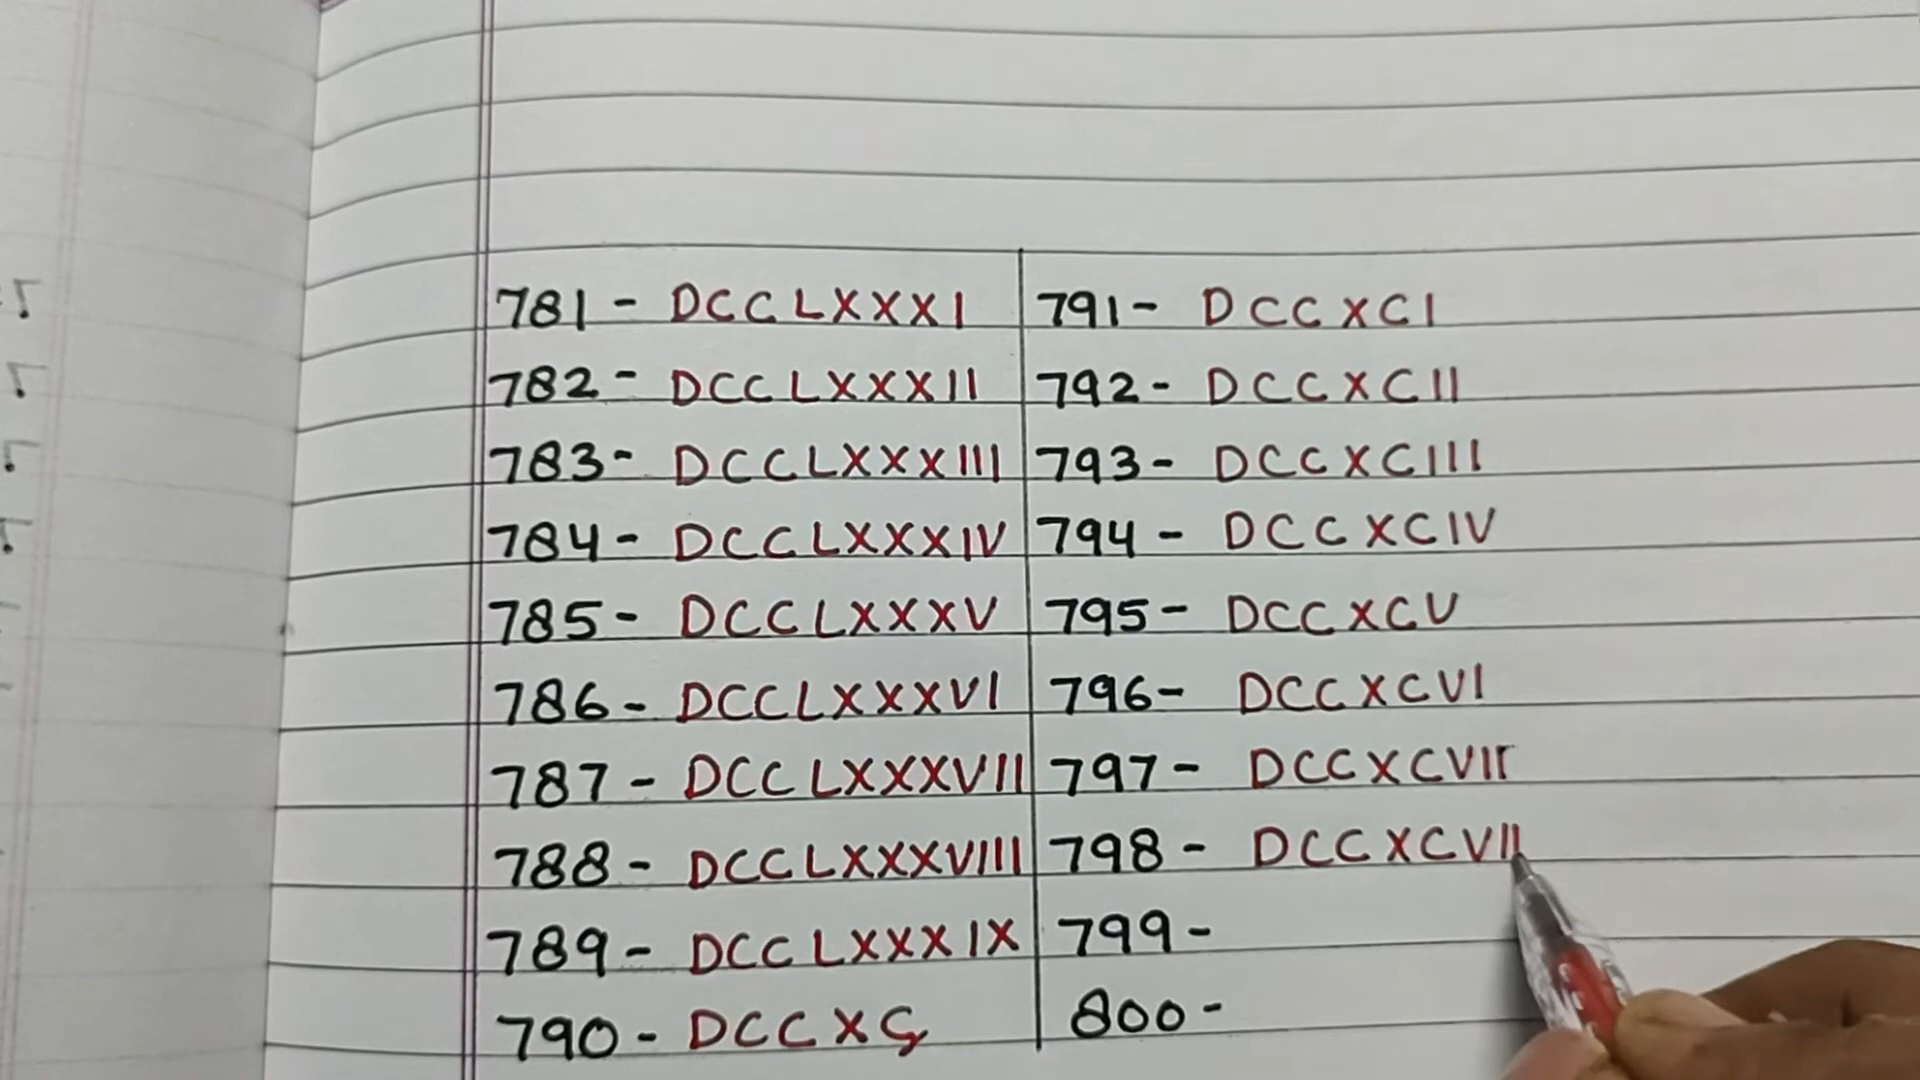 781 - DCCLXXXI
782 - DCCLXXXII
783 - DCCLXXXIII
784 - DCCLXXXIV
785 - DCCLXXXV
786 - DCCLXXXVI
787 - DCCLXXXVII
788 - DCCLXXXVIII
789 - DCCLXXXIX
790 - DCCXC
791 - DCCXCI
792 - DCCXCII
793 - DCCXCIII
794 - DCCXCIV
795 - DCCXCV
796 - DCCXCVI
797 - DCCXCVII
798 - DCCXCVII
799 -
800 -